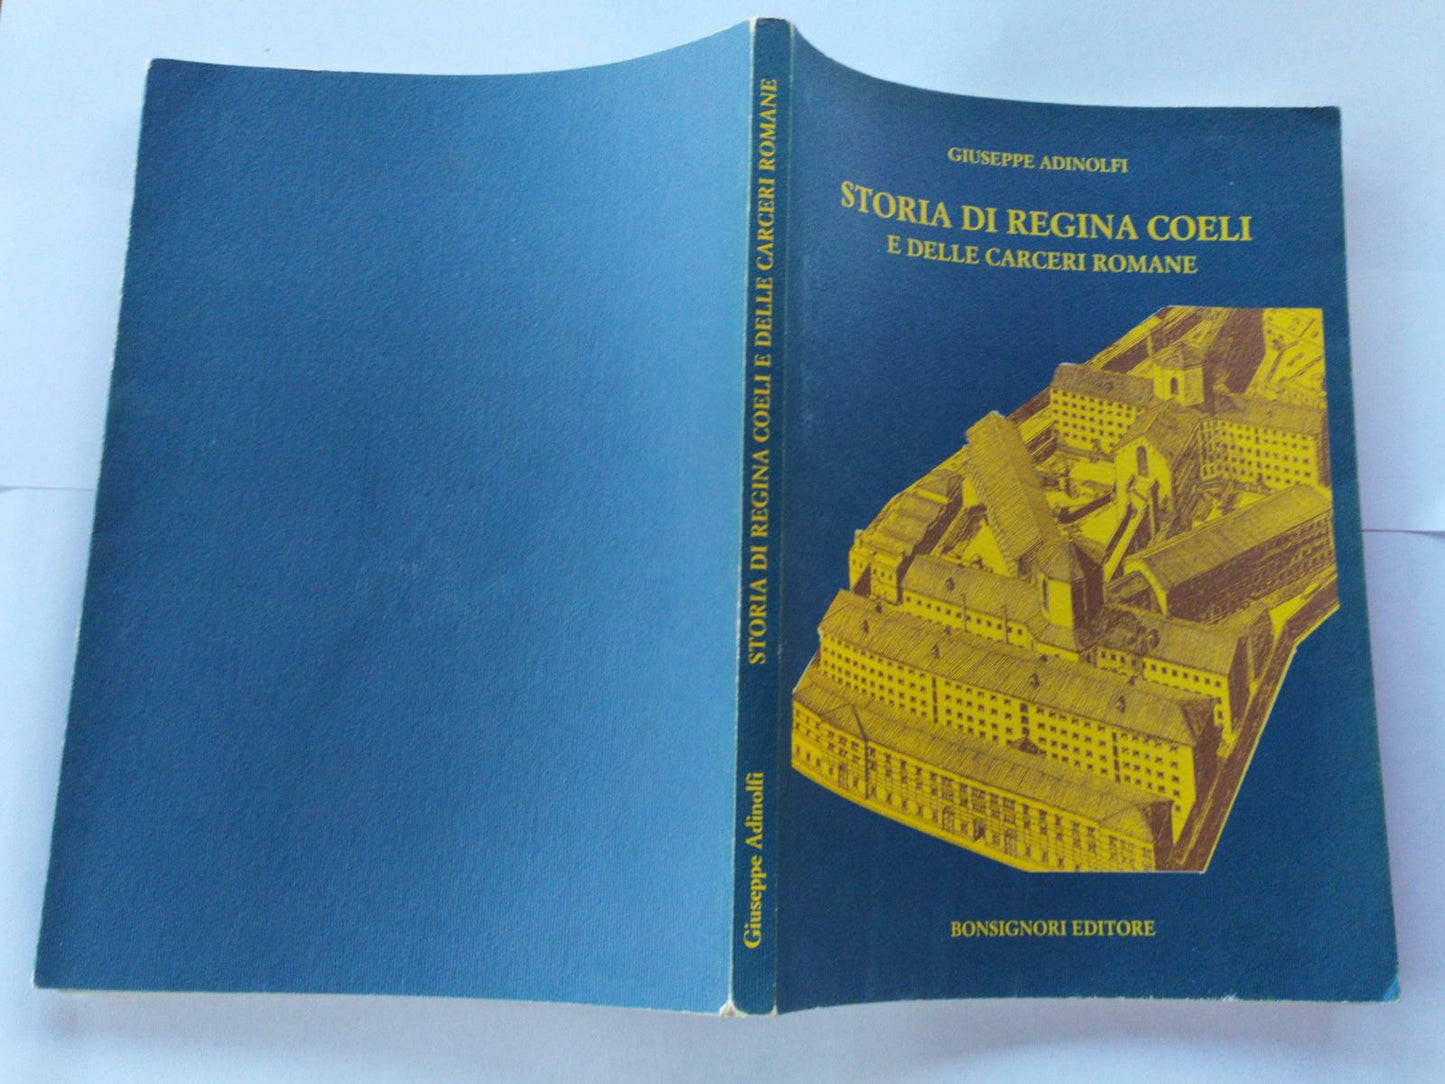 STORIA DI REGINA COELI E DELLE CARCERI ROMANE
Giuseppe Adinolfi
GIUSEPPE ADINOLFI
STORIA DI REGINA COELI
E DELLE CARCERI ROMANE
BONSIGNORI EDITORE